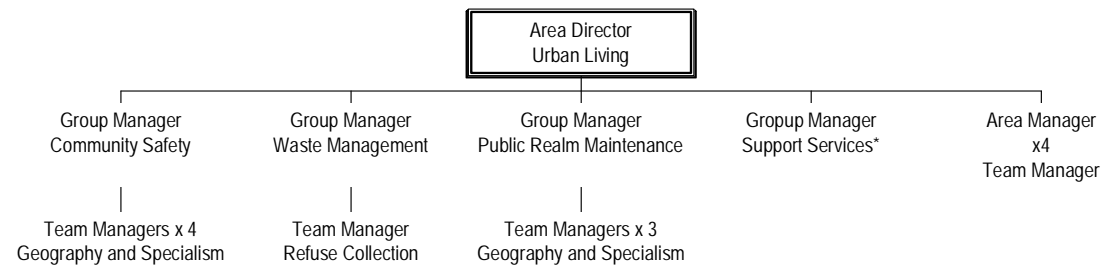 Area Director
Urban Living
Group Manager
Community Safety
Group Manager
Waste Management
Group Manager
Public Realm Maintenance
Gropup Manager
Support Services*
Area Manager
x4
Team Manager
Team Managers x 4
Geography and Specialism
Team Manager
Refuse Collection
Team Managers x 3
Geography and Specialism